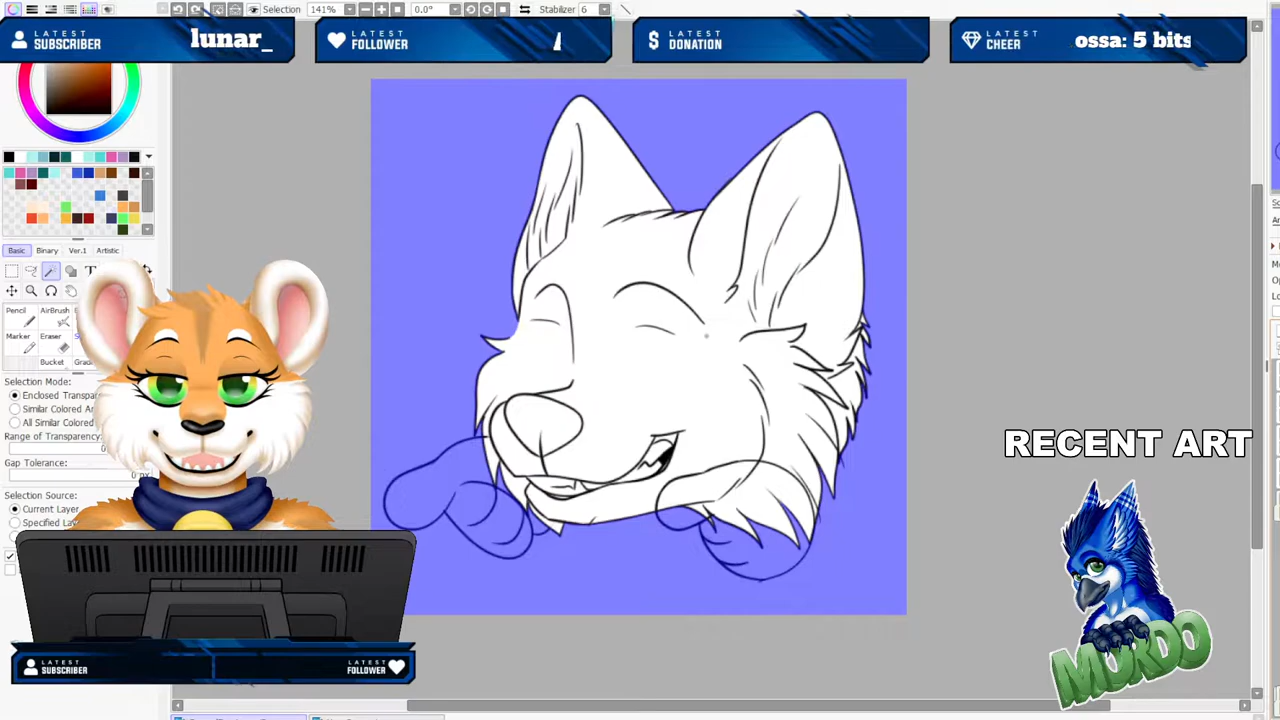 Selection 141% 0.0° Stabilizer 6
LATEST SUBSCRIBER lunar_
LATEST FOLLOWER
LATEST DONATION
LATEST CHEER ossa: 5 bits
Basic Binary Ver.1 Artistic
T
Pencil AirBrush
Marker Eraser
Bucket
Selection Mode:
Enclosed Transpa
Similar Colored Ar
All Similar Colored
Range of Transparency:
Gap Tolerance:
0 px
Selection Source:
Current Layer
Specified
RECENT ART
MORDO
LATEST SUBSCRIBER
LATEST FOLLOWER